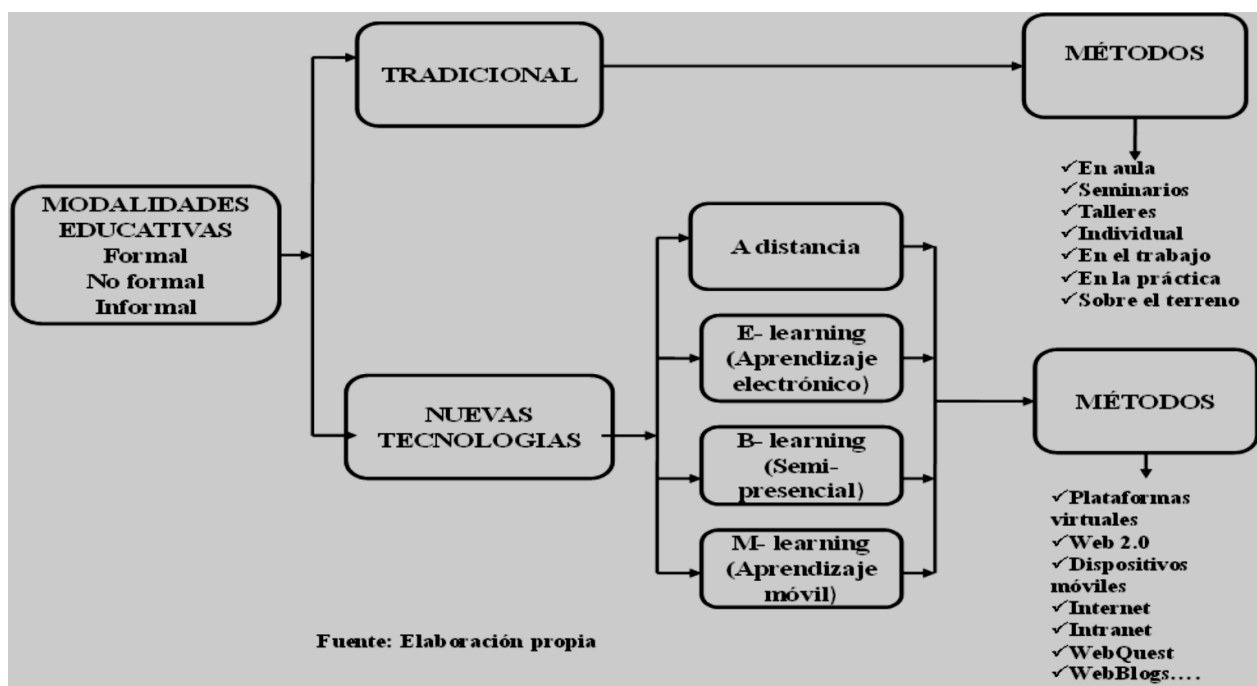 MODALIDADES
EDUCATIVAS
Formal
No formal
Informal
TRADICIONAL
MÉTODOS
✓En aula
✓Seminarios
✓Talleres
✓Individual
✓En el trabajo
✓En la práctica
✓Sobre el terreno
NUEVAS
TECNOLOGIAS
A distancia
E- learning
(Aprendizaje
electrónico)
B- learning
(Semi-
presencial)
M- learning
(Aprendizaje
móvil)
MÉTODOS
✓Plataformas
virtuales
✓Web 2.0
✓Dispositivos
móviles
✓Internet
✓Intranet
✓WebQuest
✓WebBlogs....
Fuente: Elaboración propia